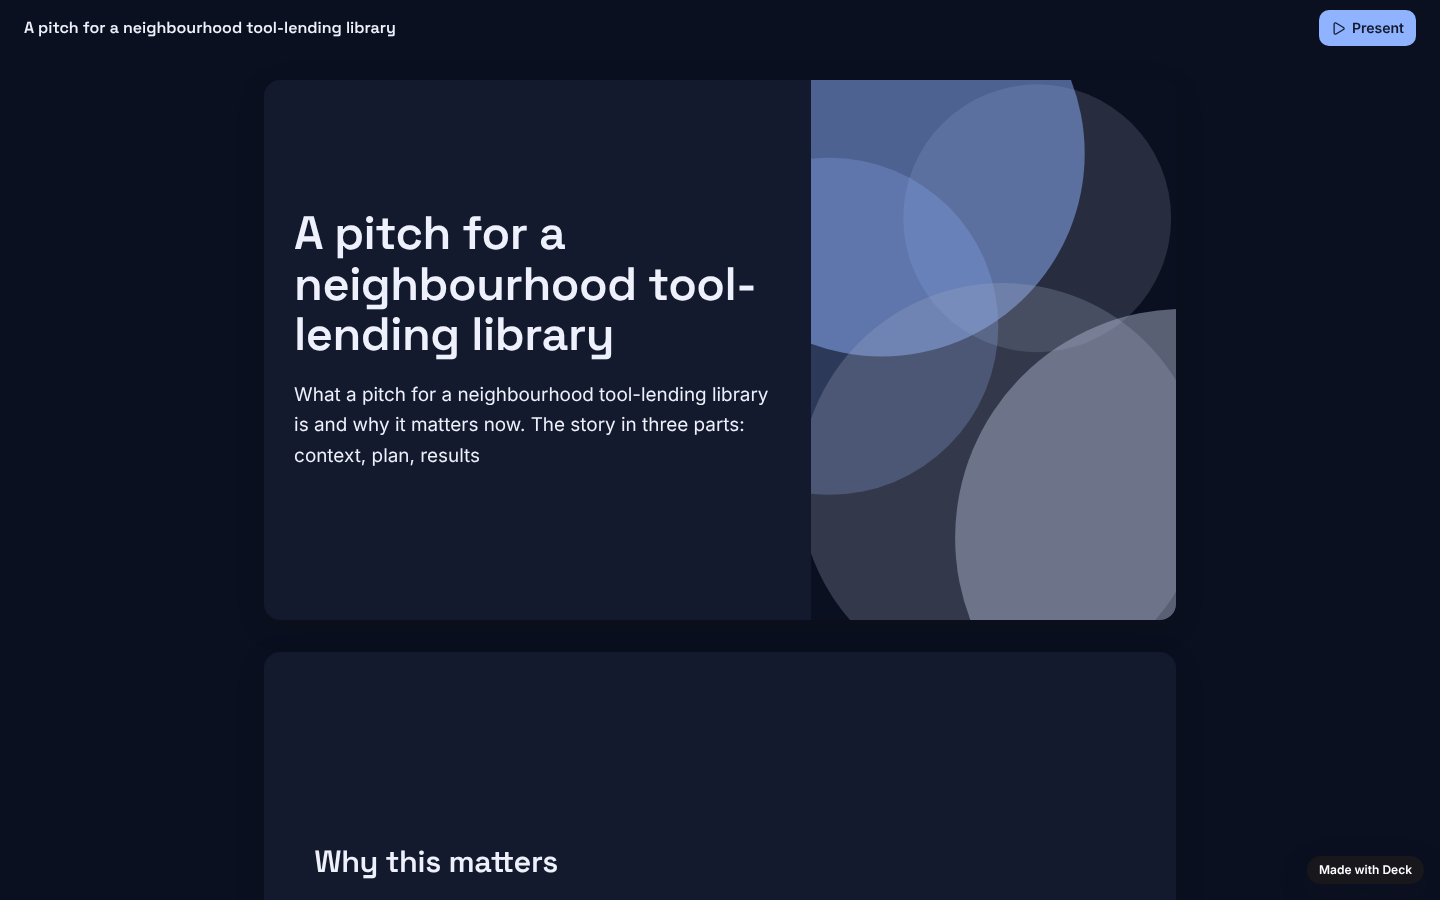 A pitch for a neighbourhood tool-lending library
Present
A pitch for a
neighbourhood tool-
lending library
What a pitch for a neighbourhood tool-lending library
is and why it matters now. The story in three parts:
context, plan, results
Why this matters
Made with Deck